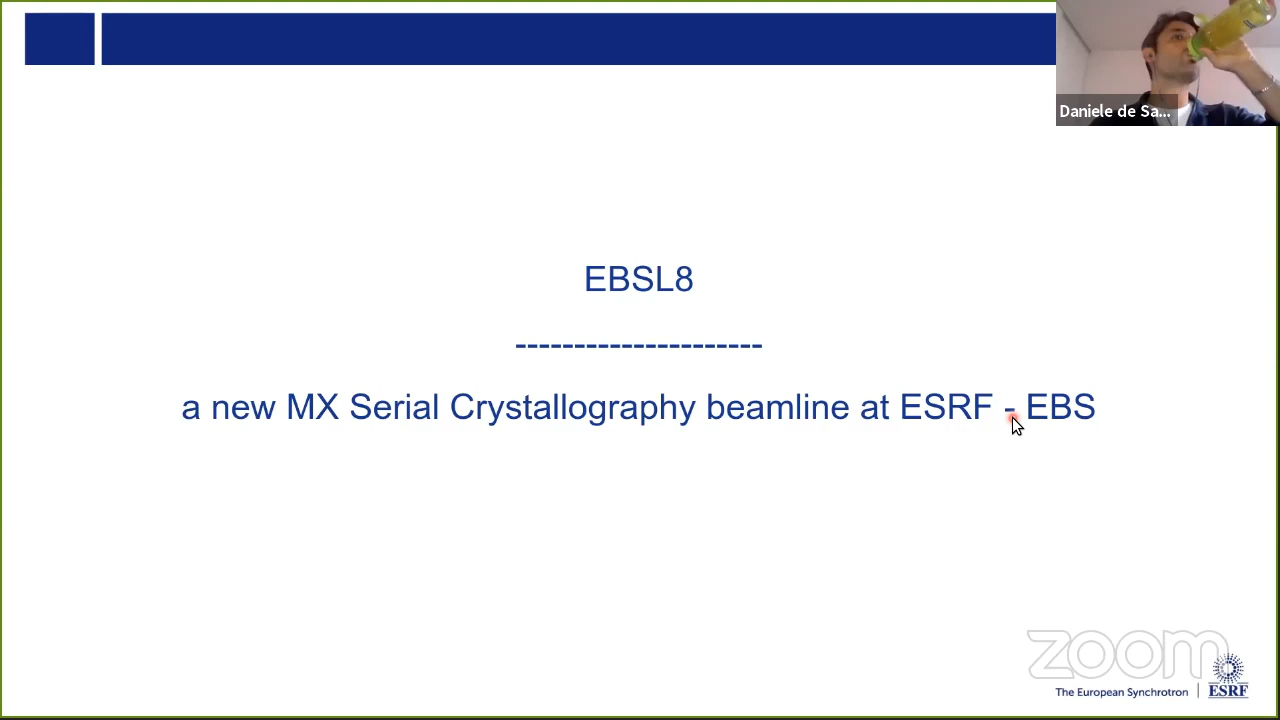 Daniele de Sa...
EBSL8
---------------------
a new MX Serial Crystallography beamline at ESRF - EBS
zoom
The European Synchrotron | ESRF